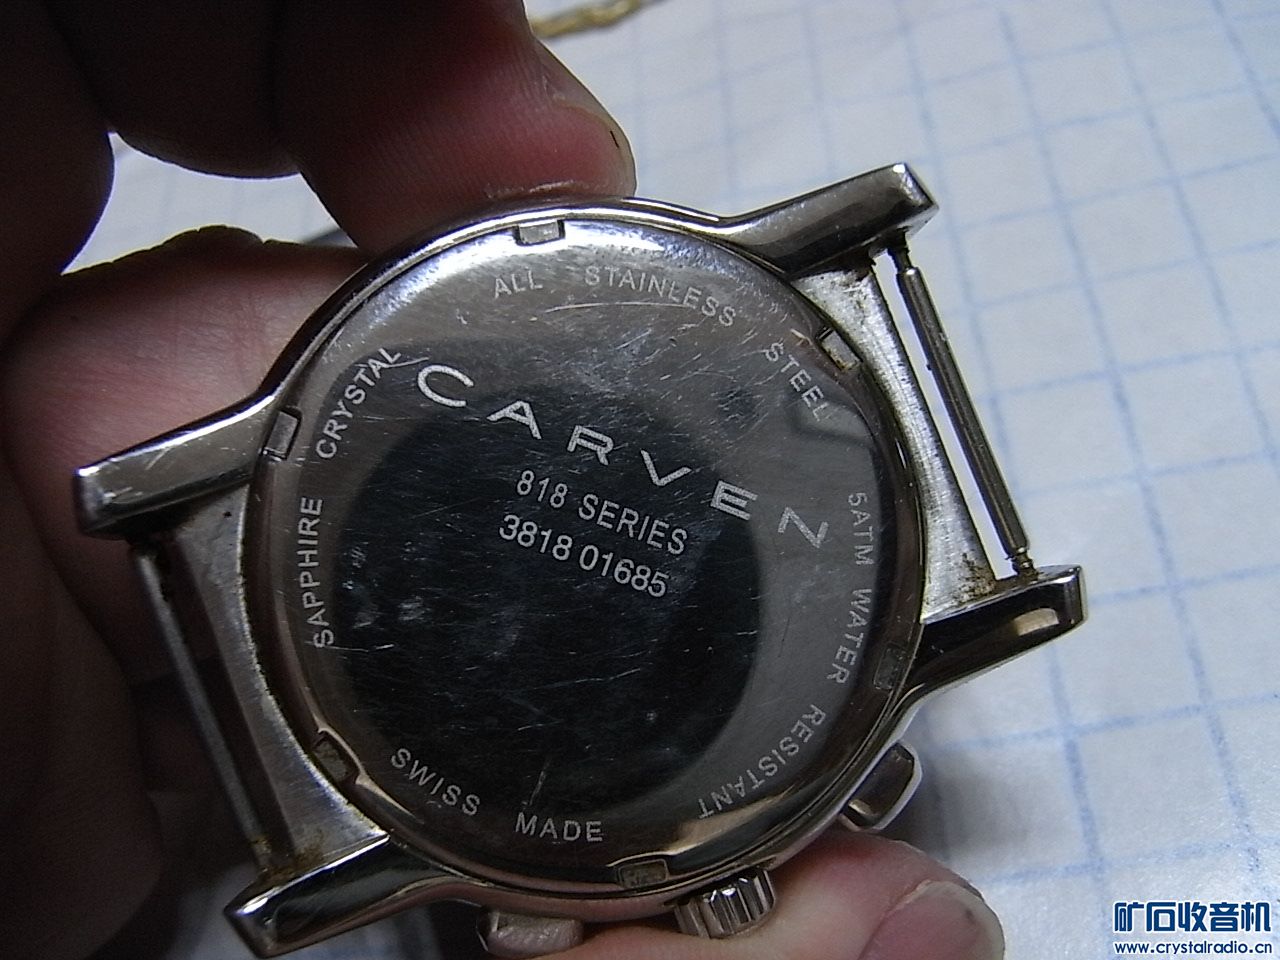 ALL STAINLESS STEEL
5ATM WATER RESISTANT
SWISS MADE
SAPPHIRE CRYSTAL
CARVEN
818 SERIES
3818 01685
矿石收音机
www.crystalradio.cn